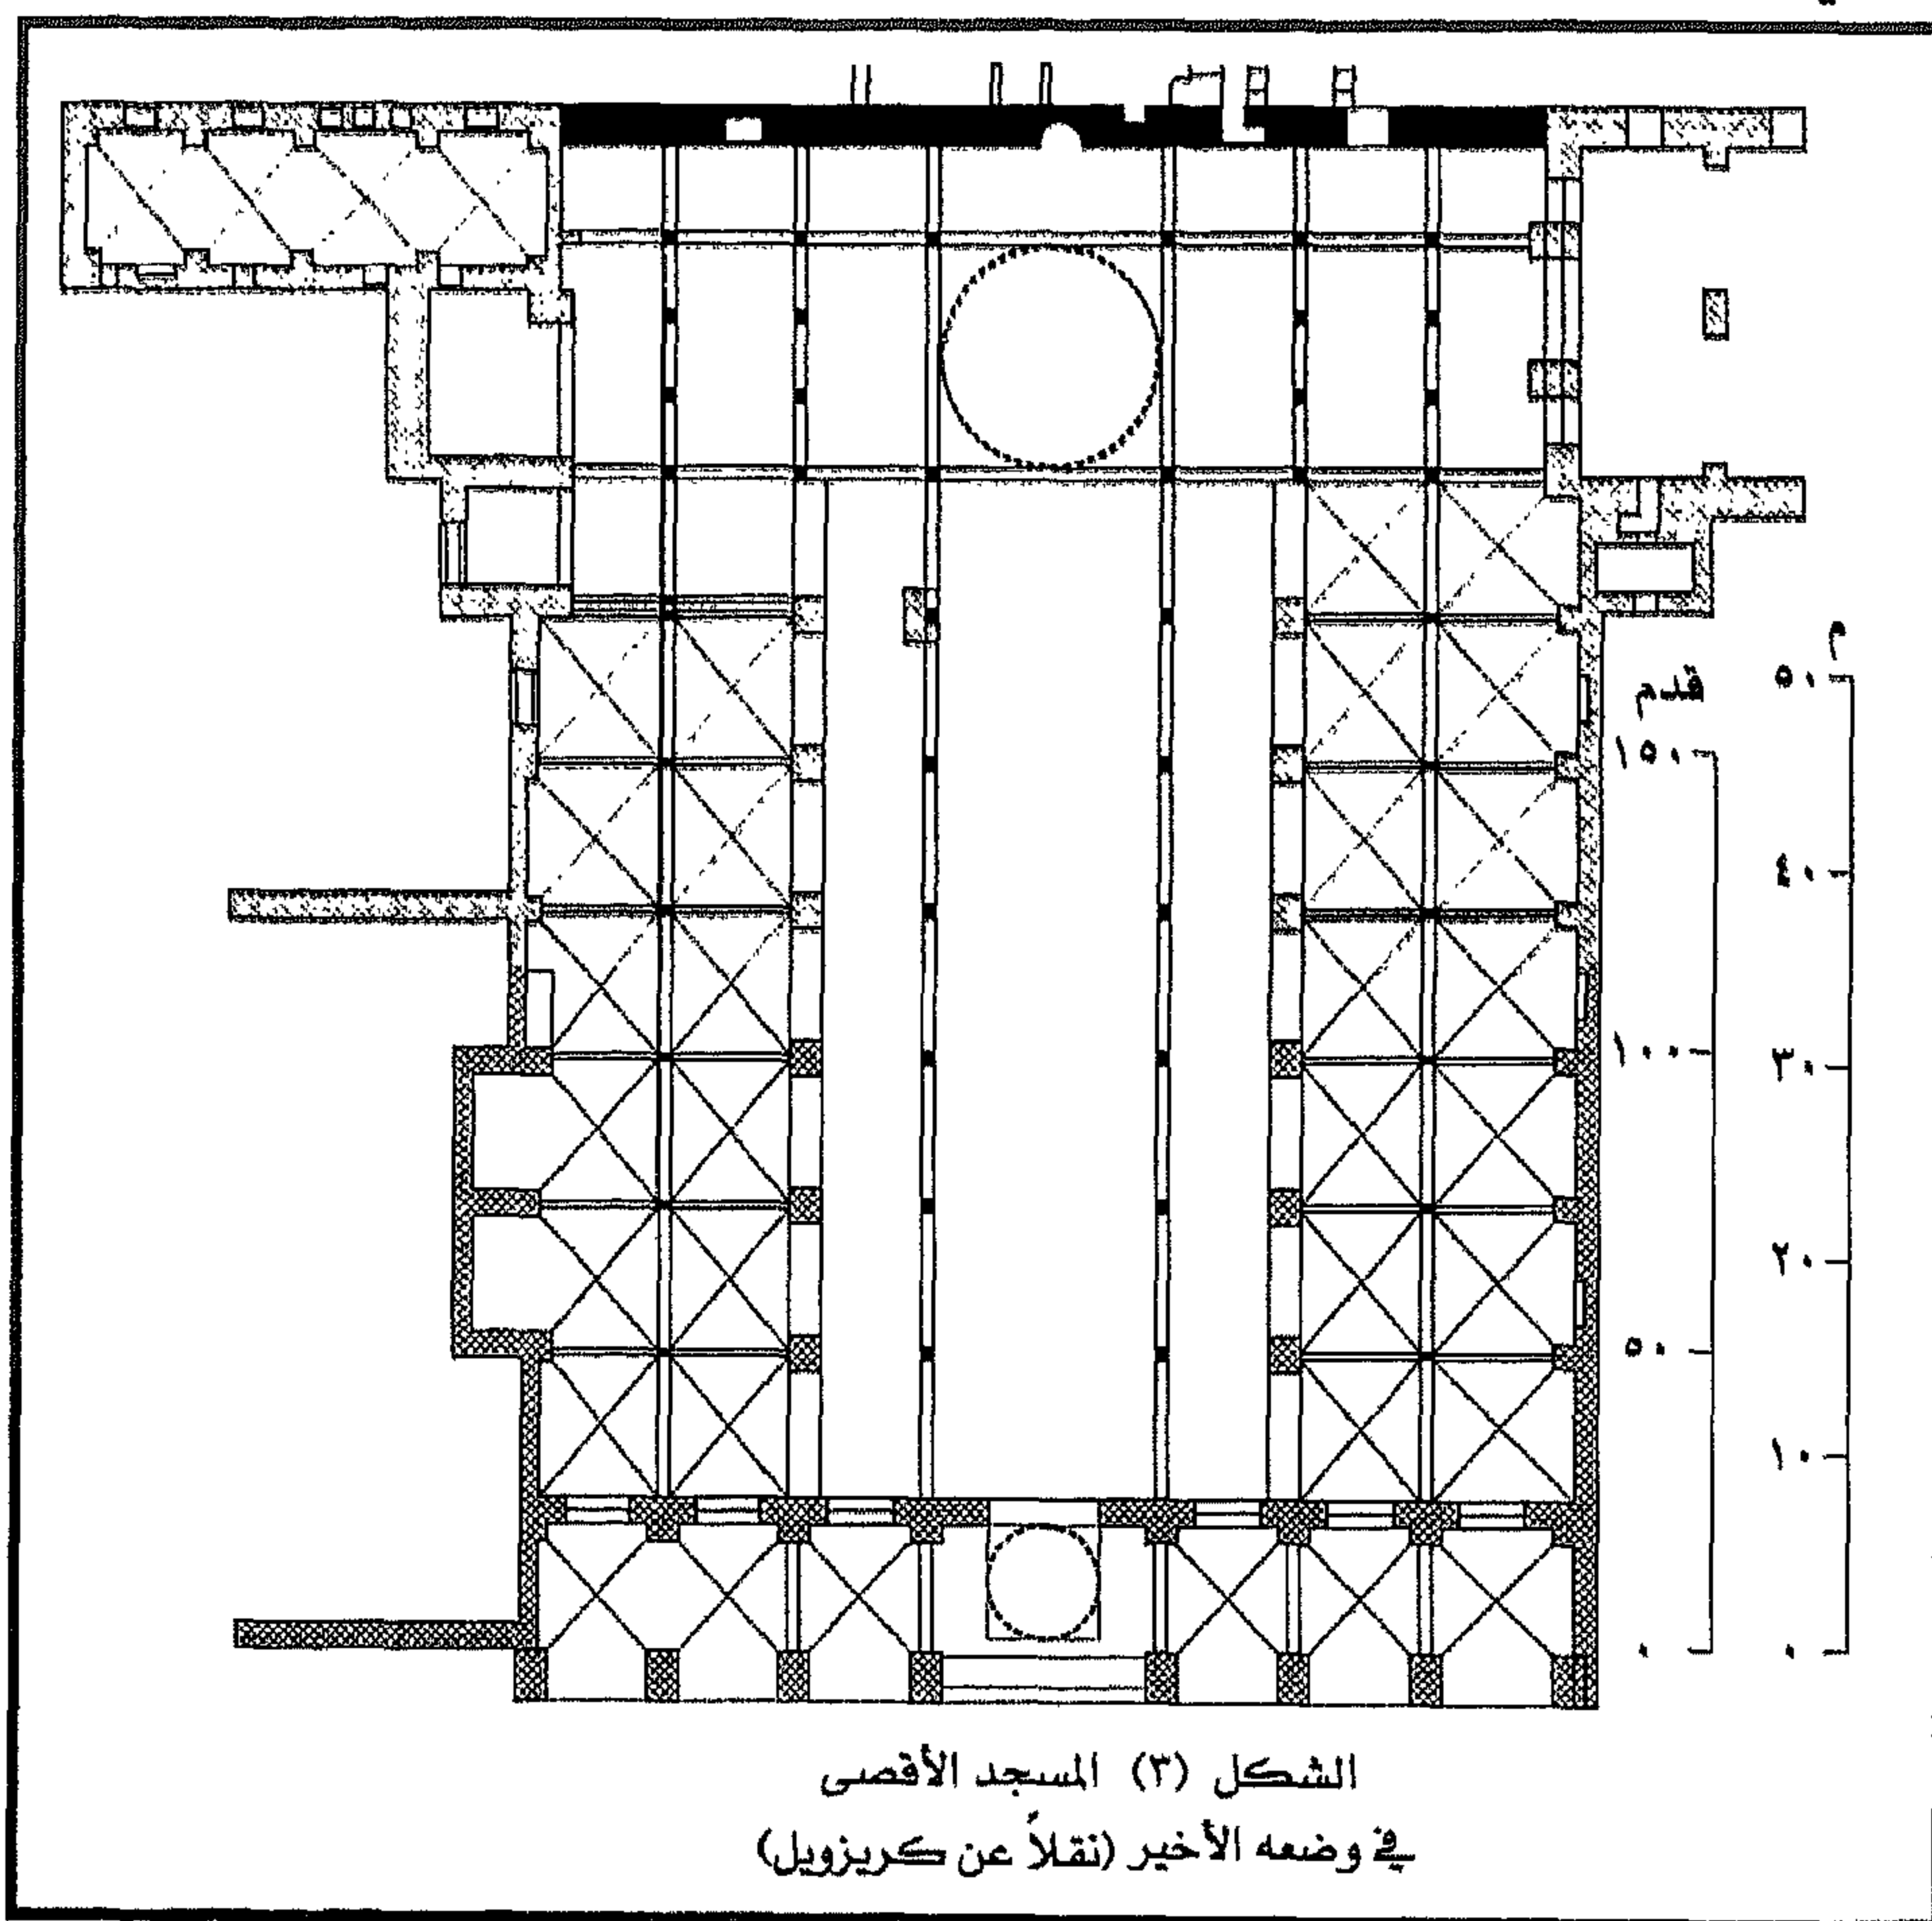 م
٥٠
٤٠
٣٠
٢٠
١٠
٠
قدم
١٥٠
١٠٠
٥٠
٠
الشكل (٣) المسجد الأقصى
في وضعه الأخير (نقلاً عن كريزويل)